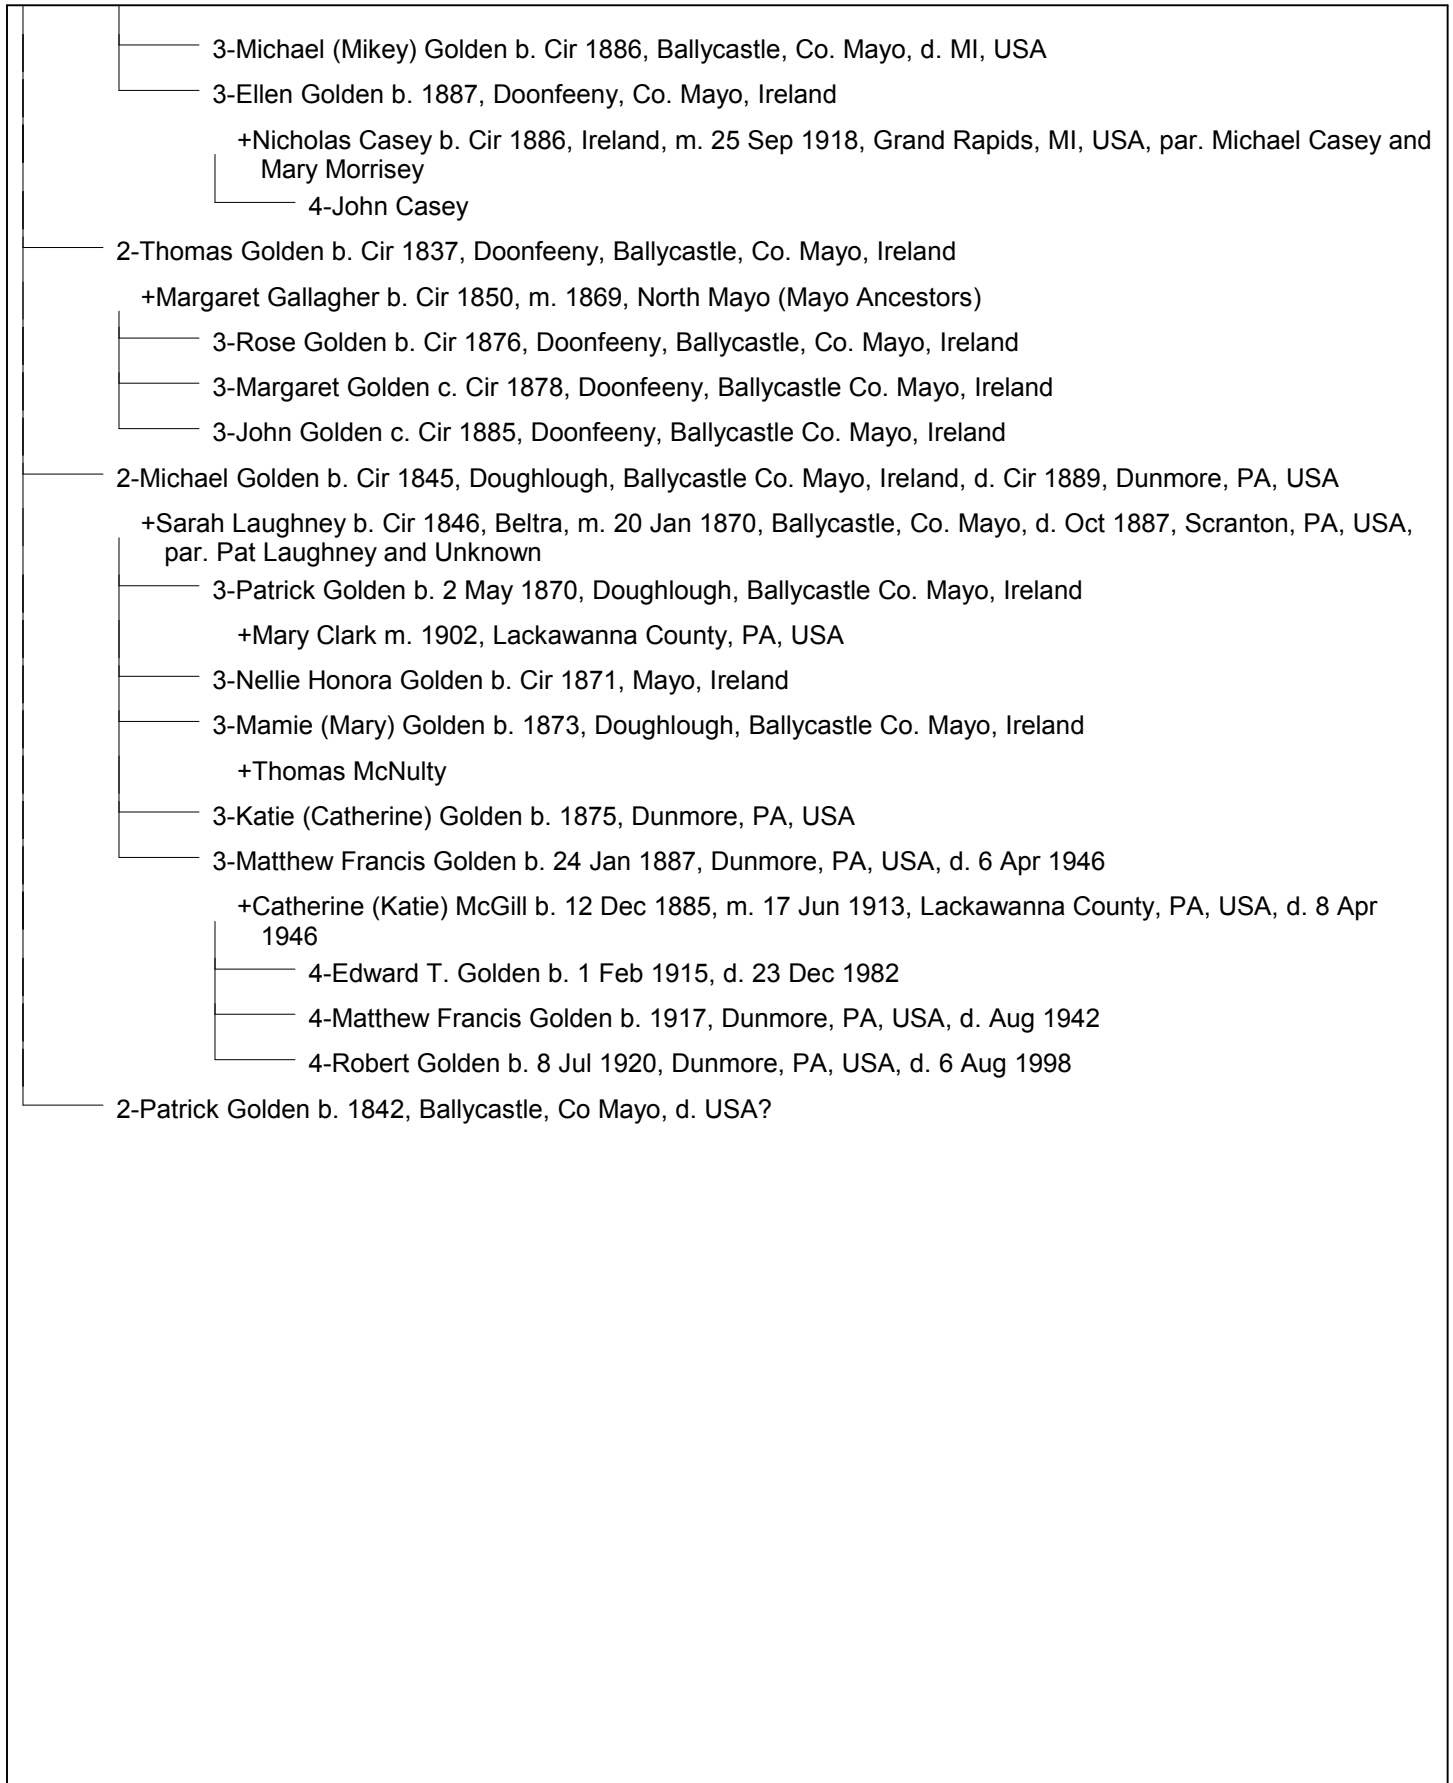 3-Michael (Mikey) Golden b. Cir 1886, Ballycastle, Co. Mayo, d. MI, USA
3-Ellen Golden b. 1887, Doonfeeny, Co. Mayo, Ireland
+Nicholas Casey b. Cir 1886, Ireland, m. 25 Sep 1918, Grand Rapids, MI, USA, par. Michael Casey and
Mary Morrisey
4-John Casey
2-Thomas Golden b. Cir 1837, Doonfeeny, Ballycastle, Co. Mayo, Ireland
+Margaret Gallagher b. Cir 1850, m. 1869, North Mayo (Mayo Ancestors)
3-Rose Golden b. Cir 1876, Doonfeeny, Ballycastle, Co. Mayo, Ireland
3-Margaret Golden c. Cir 1878, Doonfeeny, Ballycastle Co. Mayo, Ireland
3-John Golden c. Cir 1885, Doonfeeny, Ballycastle Co. Mayo, Ireland
2-Michael Golden b. Cir 1845, Doughlough, Ballycastle Co. Mayo, Ireland, d. Cir 1889, Dunmore, PA, USA
+Sarah Laughney b. Cir 1846, Beltra, m. 20 Jan 1870, Ballycastle, Co. Mayo, d. Oct 1887, Scranton, PA, USA,
par. Pat Laughney and Unknown
3-Patrick Golden b. 2 May 1870, Doughlough, Ballycastle Co. Mayo, Ireland
+Mary Clark m. 1902, Lackawanna County, PA, USA
3-Nellie Honora Golden b. Cir 1871, Mayo, Ireland
3-Mamie (Mary) Golden b. 1873, Doughlough, Ballycastle Co. Mayo, Ireland
+Thomas McNulty
3-Katie (Catherine) Golden b. 1875, Dunmore, PA, USA
3-Matthew Francis Golden b. 24 Jan 1887, Dunmore, PA, USA, d. 6 Apr 1946
+Catherine (Katie) McGill b. 12 Dec 1885, m. 17 Jun 1913, Lackawanna County, PA, USA, d. 8 Apr
1946
4-Edward T. Golden b. 1 Feb 1915, d. 23 Dec 1982
4-Matthew Francis Golden b. 1917, Dunmore, PA, USA, d. Aug 1942
4-Robert Golden b. 8 Jul 1920, Dunmore, PA, USA, d. 6 Aug 1998
2-Patrick Golden b. 1842, Ballycastle, Co Mayo, d. USA?